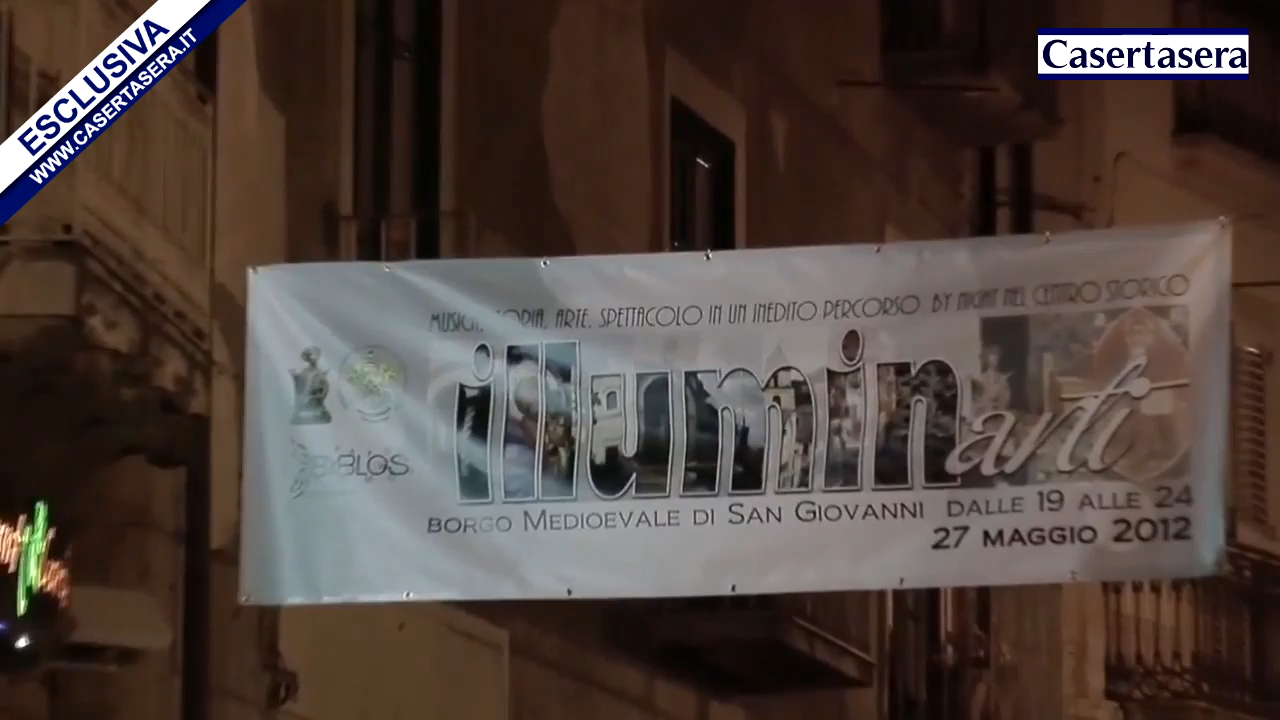 ESCLUSIVA
WWW.CASERTASERA.IT
Casertasera
MUSICA, STORIA, ARTE, SPETTACOLO IN UN INEDITO PERCORSO BY NIGHT NEL CENTRO STORICO
illuminarti
BYBLOS
BORGO MEDIOEVALE DI SAN GIOVANNI DALLE 19 ALLE 24
27 MAGGIO 2012